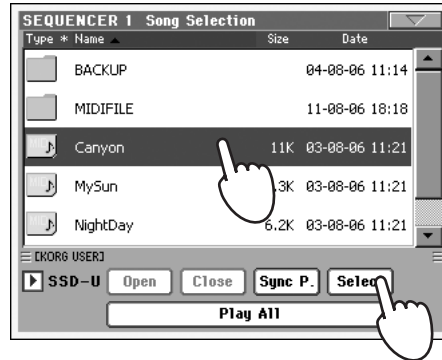 SEQUENCER 1 Song Selection
Type * Name Size Date
BACKUP 04-08-06 11:14
MIDIFILE 11-08-06 18:18
Canyon 11K 03-08-06 11:21
MySun .3K 03-08-06 11:21
NightDay 6.2K 03-08-06 11:21
[KORG USER]
SSD-U Open Close Sync P. Selec
Play All